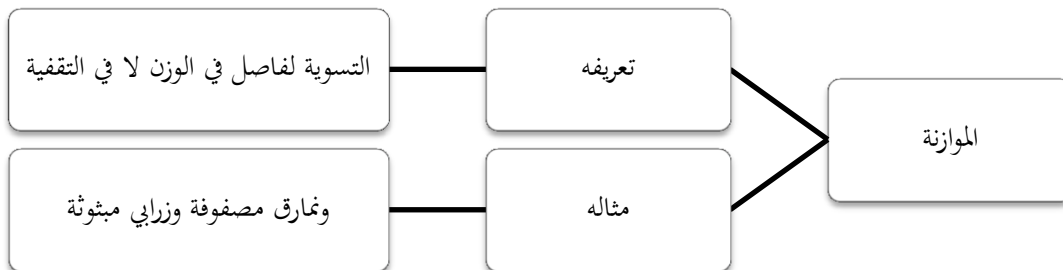 الموازنة
تعريفه
التسوية لفاصل في الوزن لا في التقفية
مثاله
ونمارق مصفوفة وزرابي مبثوثة